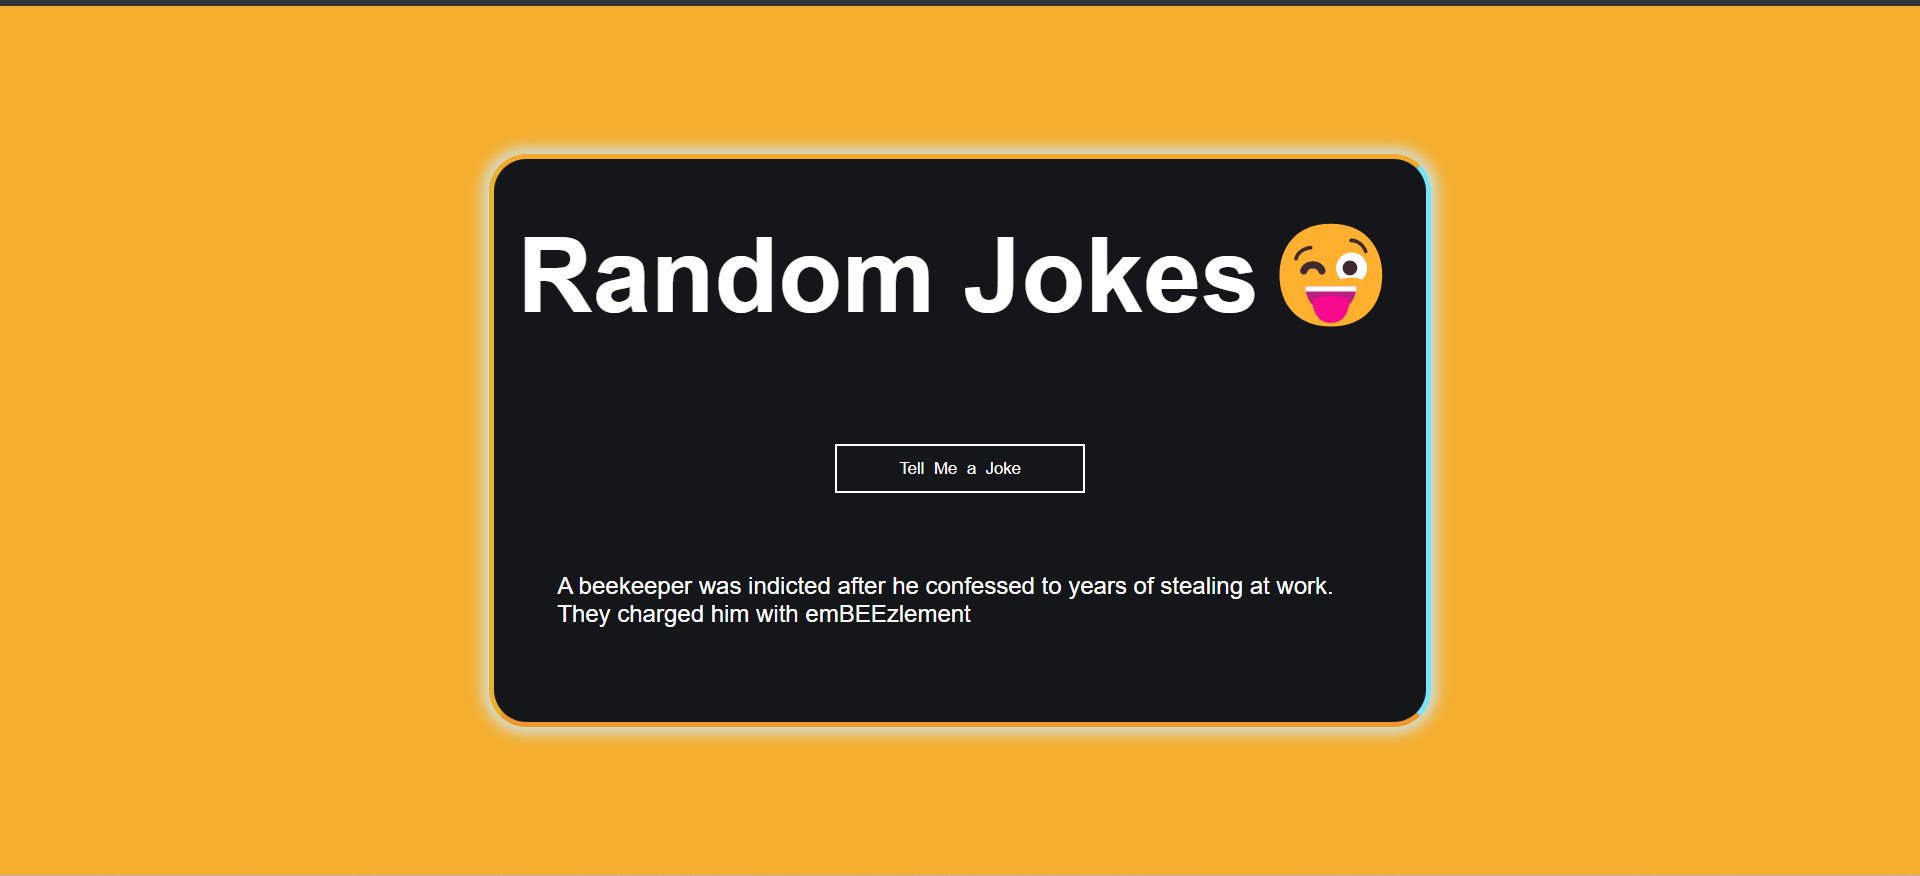 Random Jokes
Tell Me a Joke
A beekeeper was indicted after he confessed to years of stealing at work.
They charged him with emBEEzlement